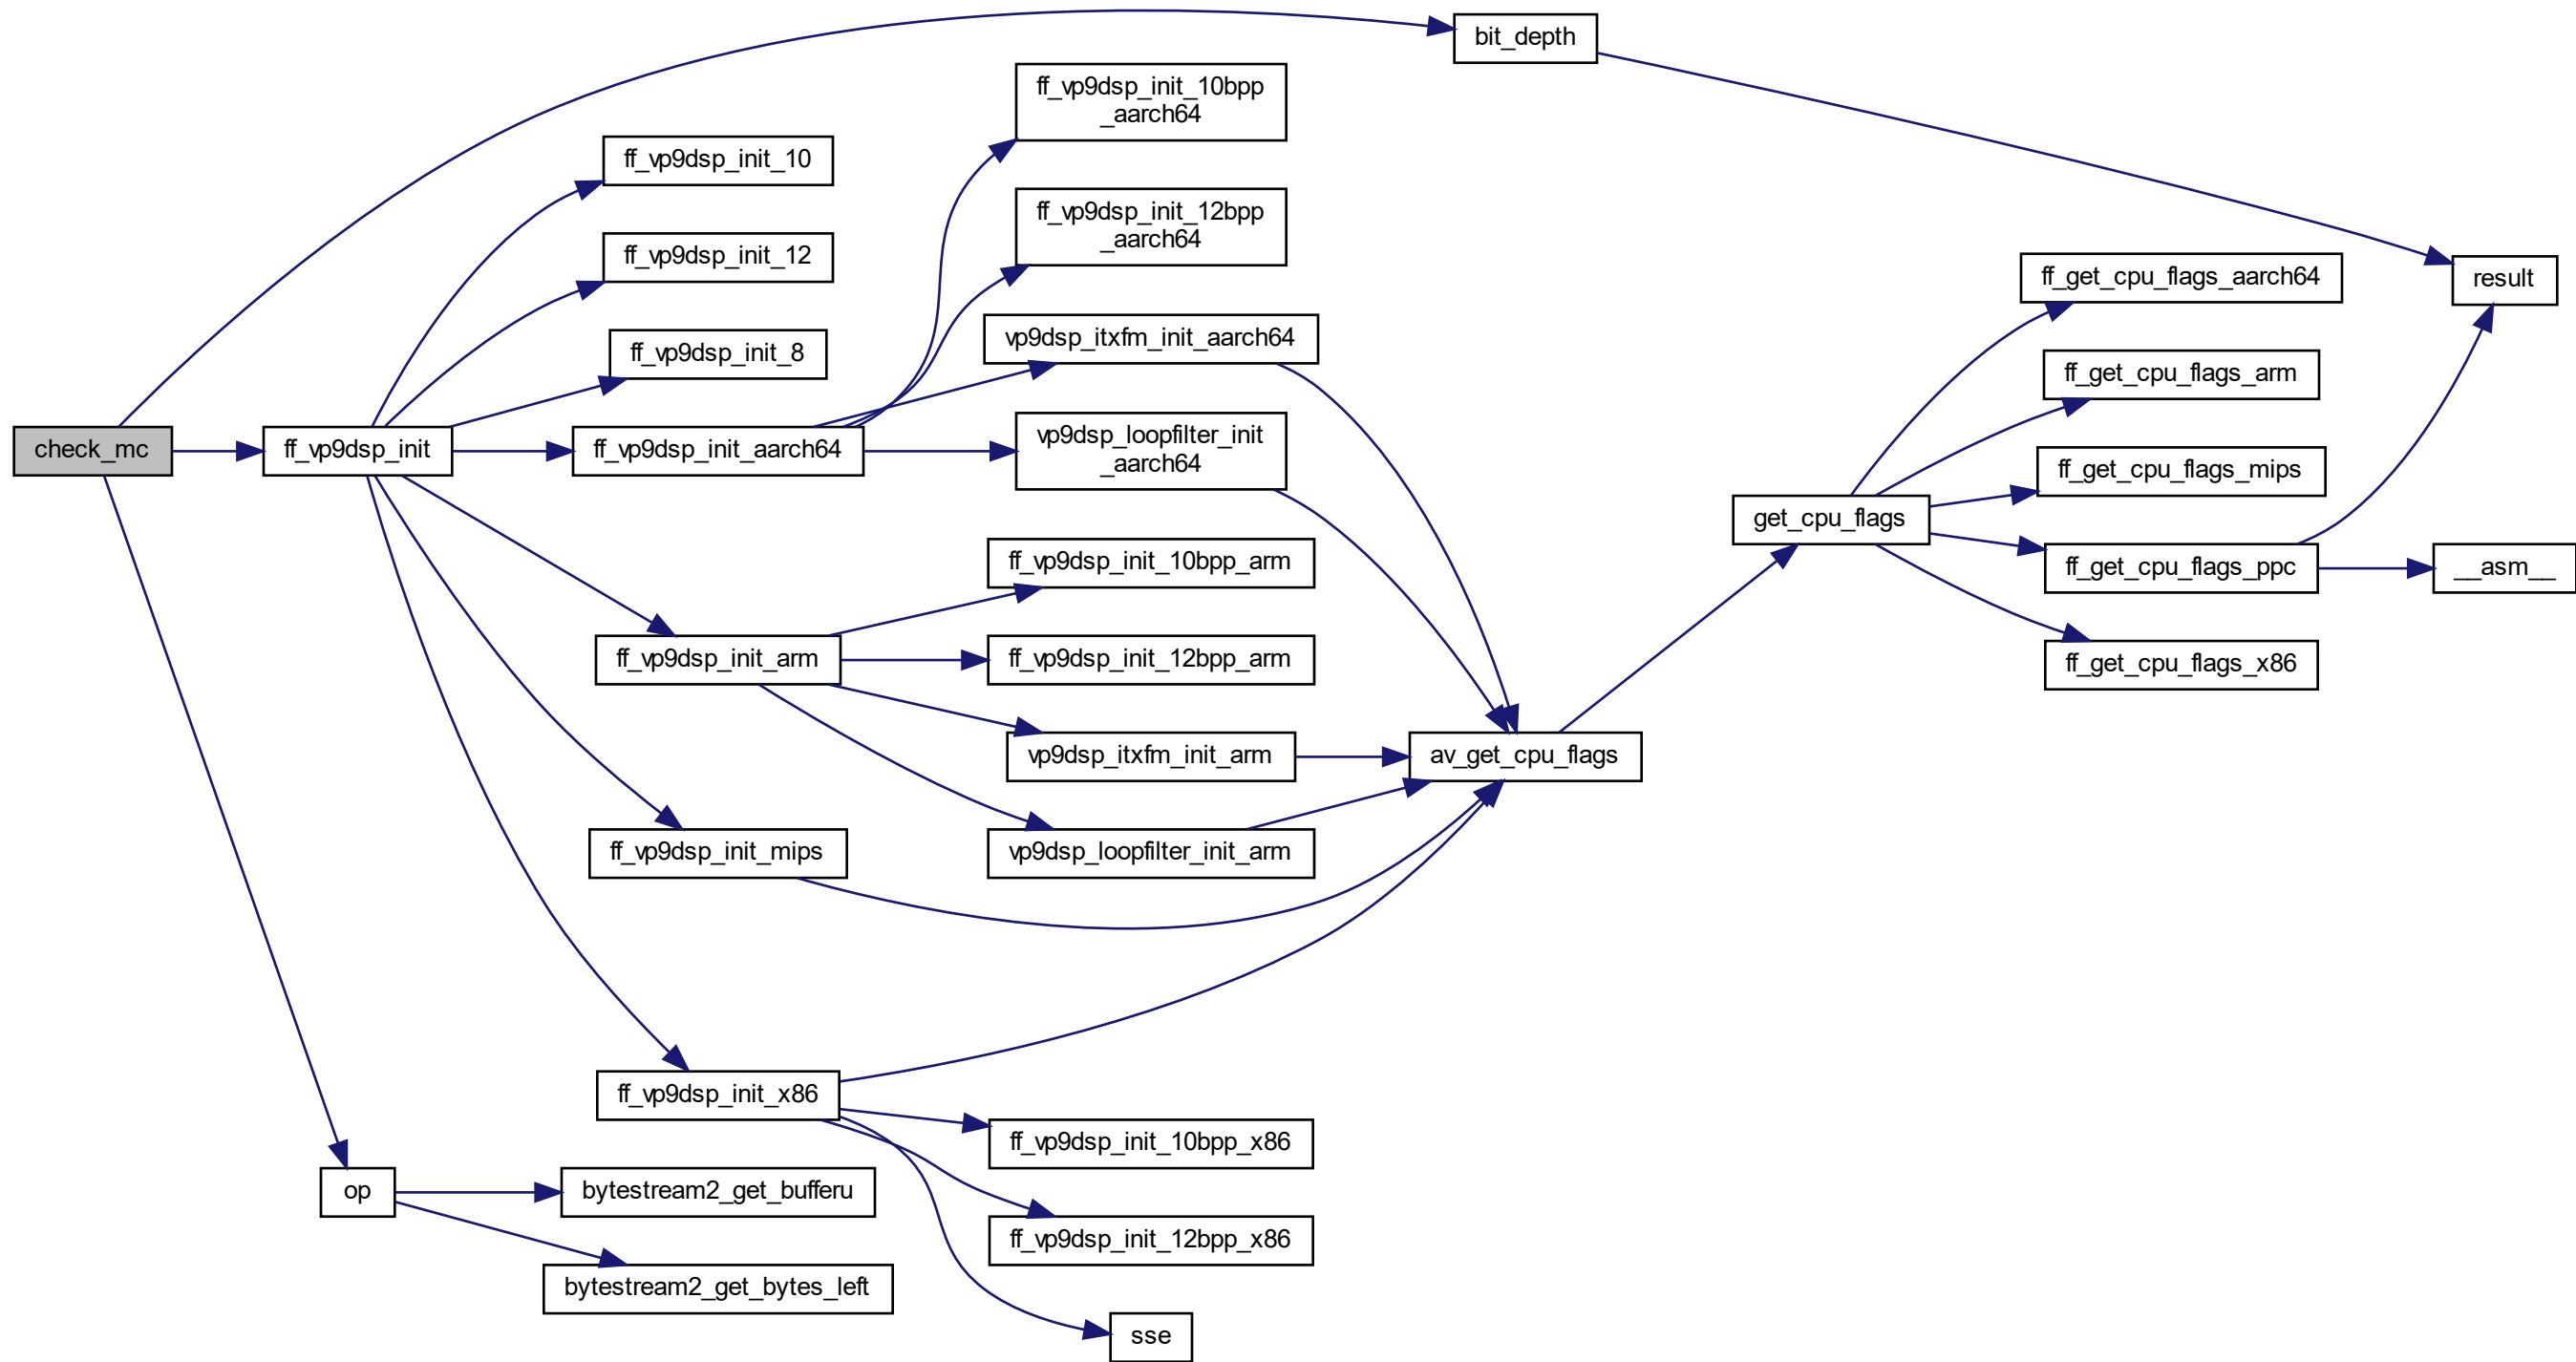 check_mc
bit_depth
result
ff_vp9dsp_init
ff_vp9dsp_init_10
ff_vp9dsp_init_12
ff_vp9dsp_init_8
ff_vp9dsp_init_aarch64
ff_vp9dsp_init_10bpp
_aarch64
ff_vp9dsp_init_12bpp
_aarch64
vp9dsp_itxfm_init_aarch64
vp9dsp_loopfilter_init
_aarch64
ff_vp9dsp_init_arm
ff_vp9dsp_init_10bpp_arm
ff_vp9dsp_init_12bpp_arm
vp9dsp_itxfm_init_arm
vp9dsp_loopfilter_init_arm
ff_vp9dsp_init_mips
av_get_cpu_flags
get_cpu_flags
ff_get_cpu_flags_aarch64
ff_get_cpu_flags_arm
ff_get_cpu_flags_mips
ff_get_cpu_flags_ppc
__asm__
ff_get_cpu_flags_x86
ff_vp9dsp_init_x86
ff_vp9dsp_init_10bpp_x86
ff_vp9dsp_init_12bpp_x86
sse
op
bytestream2_get_bufferu
bytestream2_get_bytes_left